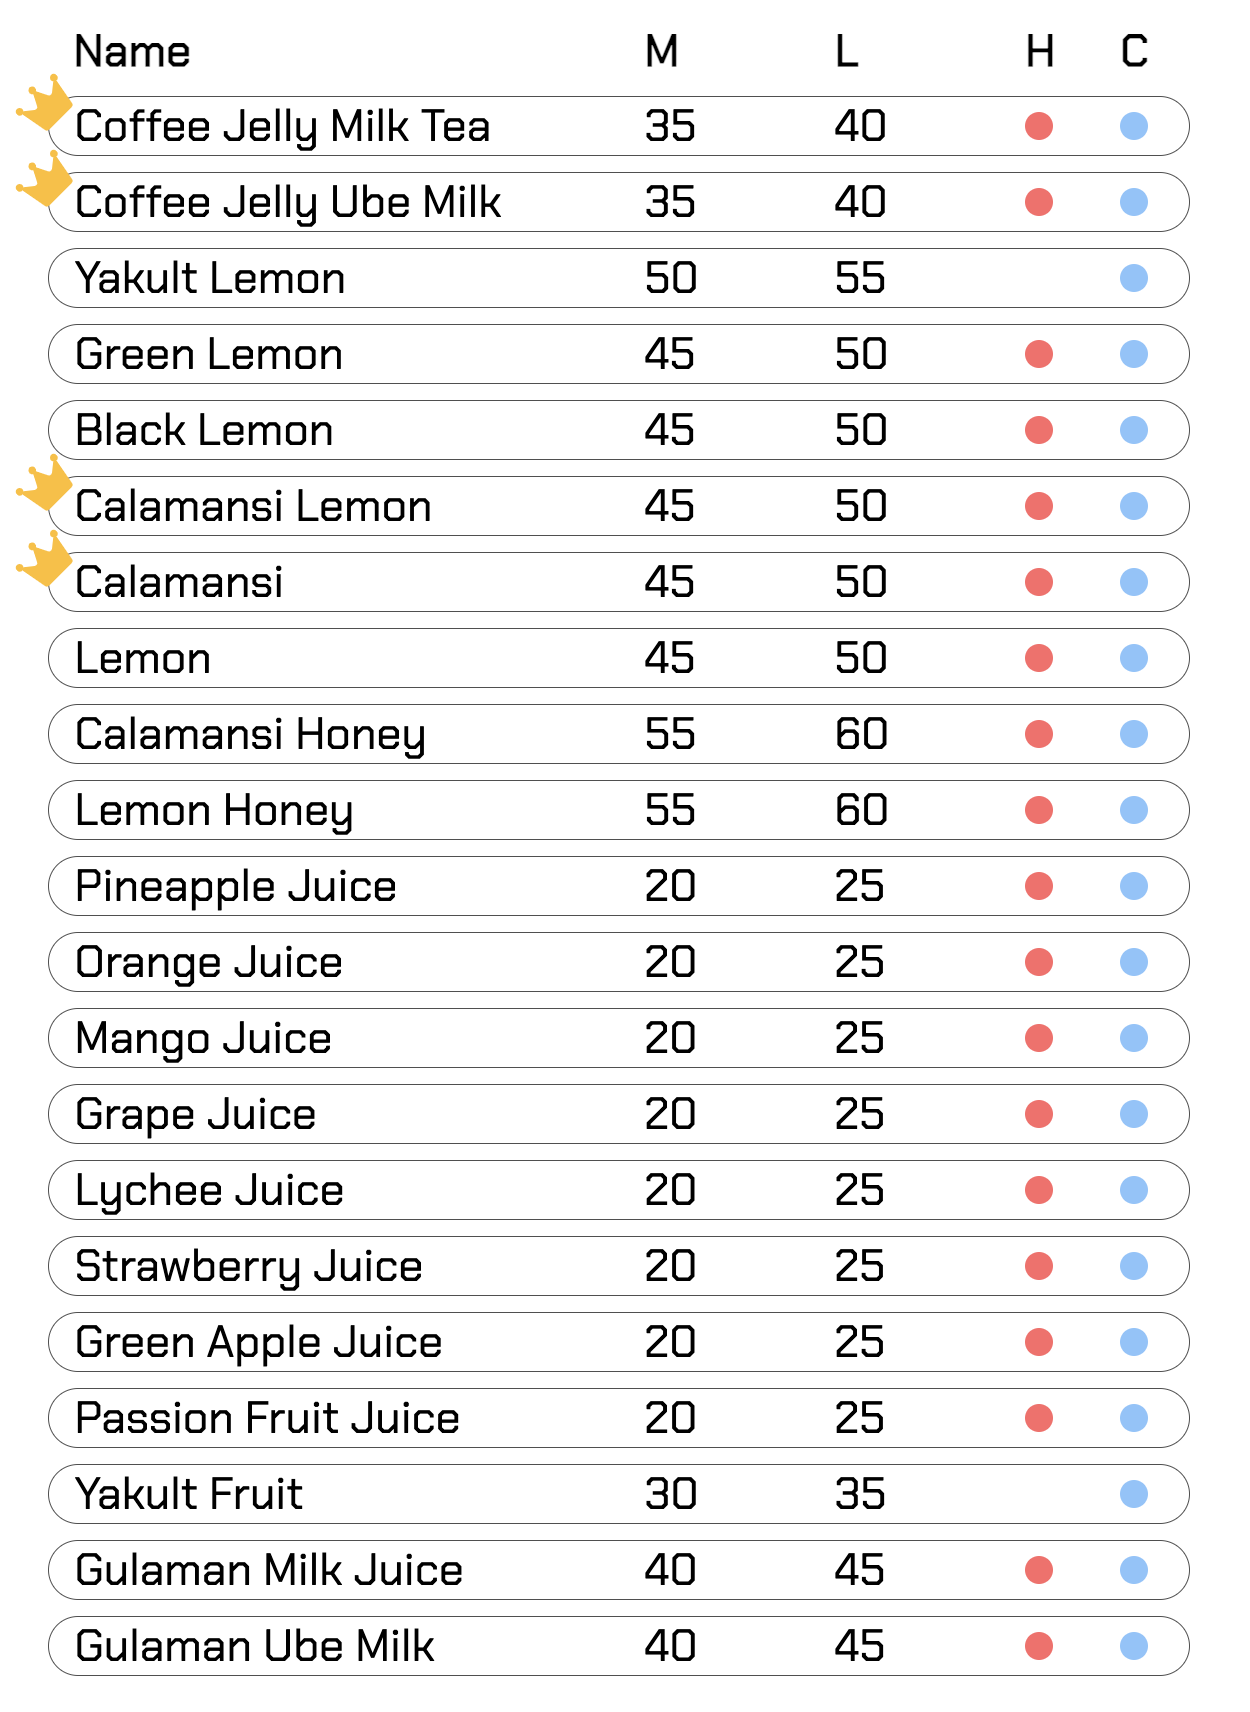 Name M L H C
Coffee Jelly Milk Tea 35 40
Coffee Jelly Ube Milk 35 40
Yakult Lemon 50 55
Green Lemon 45 50
Black Lemon 45 50
Calamansi Lemon 45 50
Calamansi 45 50
Lemon 45 50
Calamansi Honey 55 60
Lemon Honey 55 60
Pineapple Juice 20 25
Orange Juice 20 25
Mango Juice 20 25
Grape Juice 20 25
Lychee Juice 20 25
Strawberry Juice 20 25
Green Apple Juice 20 25
Passion Fruit Juice 20 25
Yakult Fruit 30 35
Gulaman Milk Juice 40 45
Gulaman Ube Milk 40 45